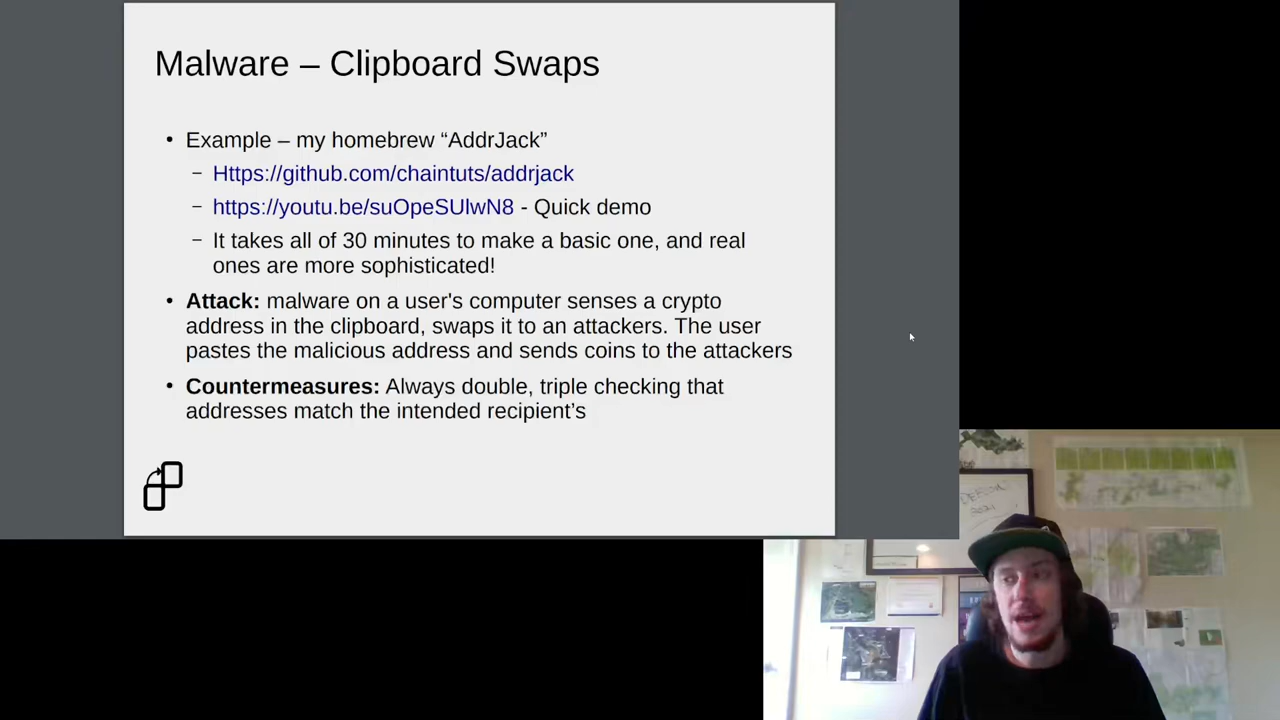 Malware – Clipboard Swaps
• Example – my homebrew “AddrJack”
– Https://github.com/chaintuts/addrjack
– https://youtu.be/suOpeSUlwN8 - Quick demo
– It takes all of 30 minutes to make a basic one, and real
ones are more sophisticated!
• Attack: malware on a user's computer senses a crypto
address in the clipboard, swaps it to an attackers. The user
pastes the malicious address and sends coins to the attackers
• Countermeasures: Always double, triple checking that
addresses match the intended recipient’s
2021